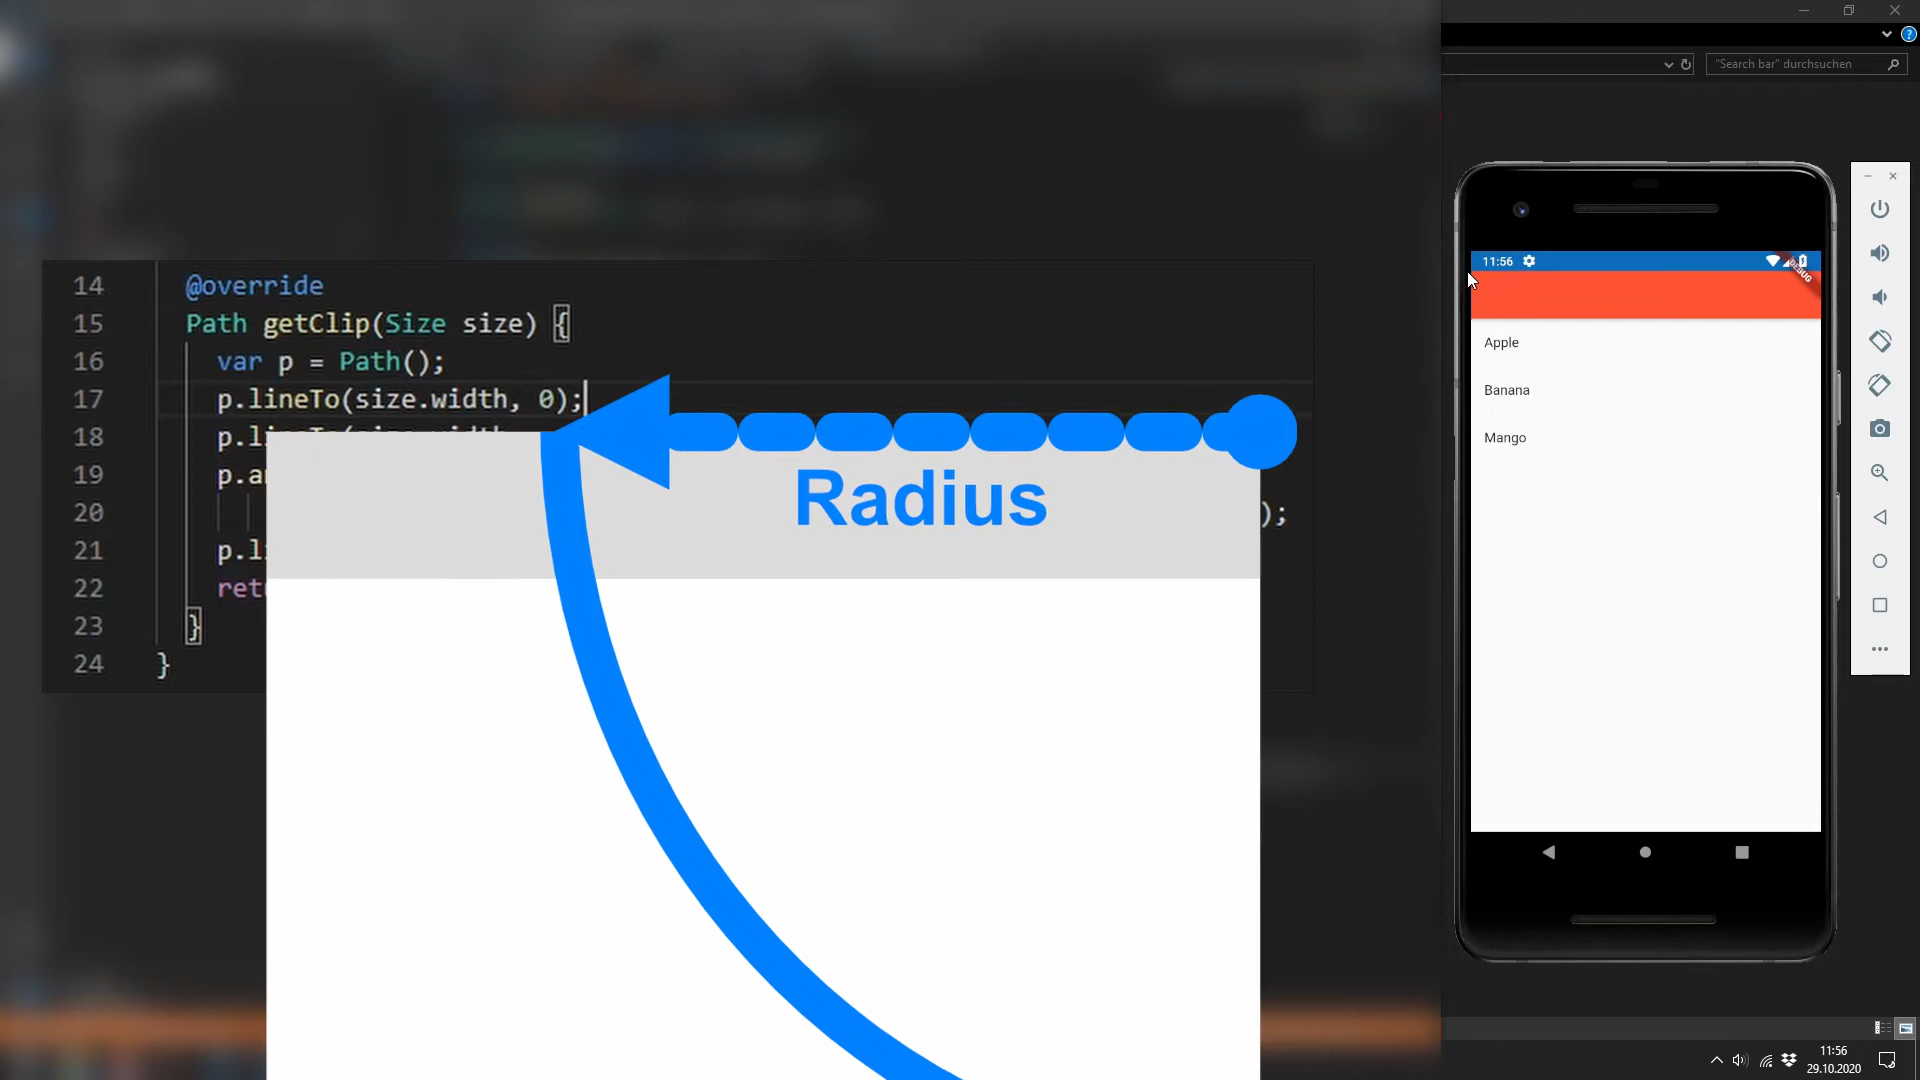 "Search bar" durchsuchen
14 @override
15 Path getClip(Size size) {
16 var p = Path();
17 p.lineTo(size.width, 0);
18
19
20 );
21
22
23 }
24 }
Radius
11:56
DEBUG
Apple
Banana
Mango
11:56
29.10.2020